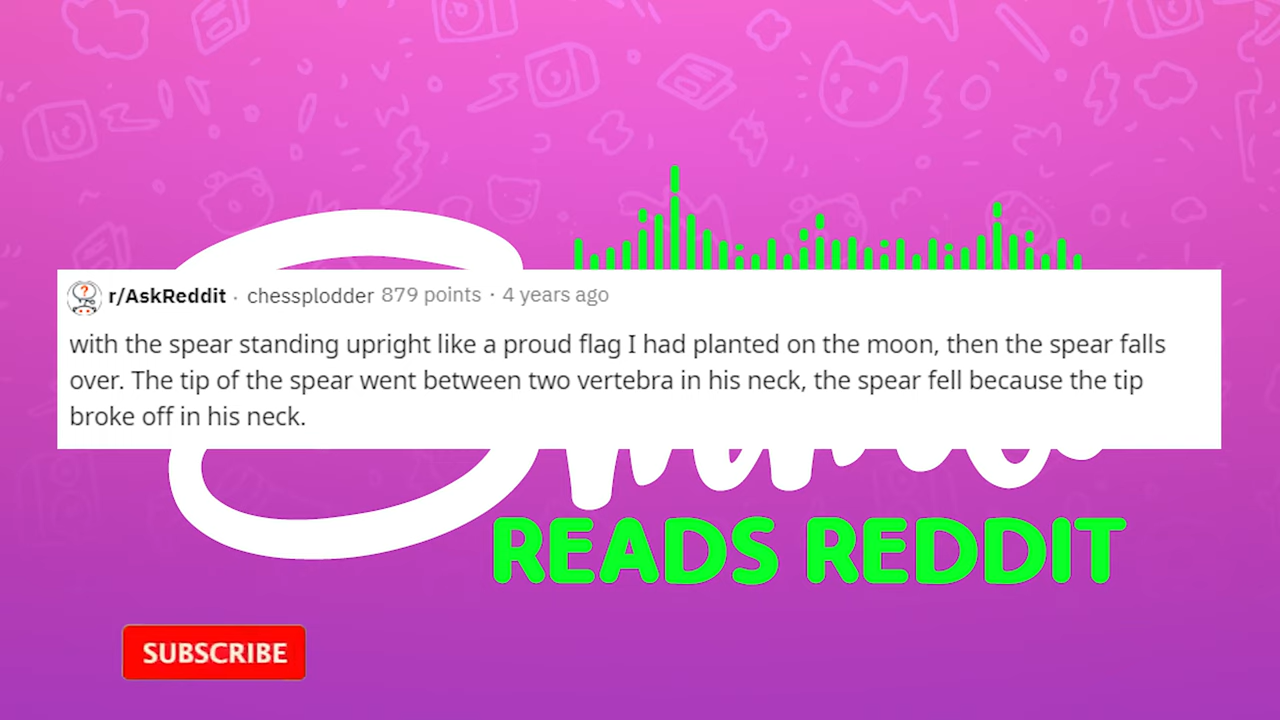 r/AskReddit · chessplodder 879 points · 4 years ago
with the spear standing upright like a proud flag I had planted on the moon, then the spear falls
over. The tip of the spear went between two vertebra in his neck, the spear fell because the tip
broke off in his neck.
READS REDDIT
SUBSCRIBE